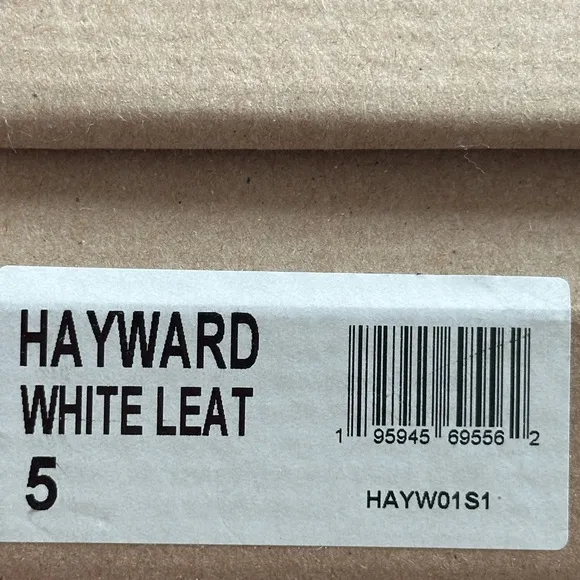 HAYWARD
WHITE LEAT
5
1 95945 69556 2
HAYW01S1